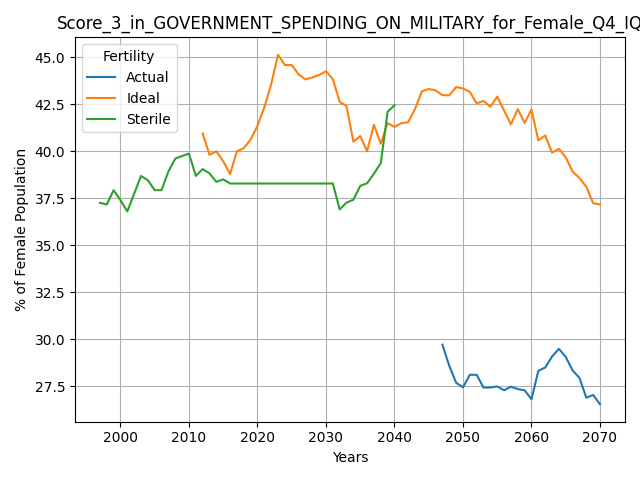 Score_3_in_GOVERNMENT_SPENDING_ON_MILITARY_for_Female_Q4_IQ
Fertility
Actual
Ideal
Sterile
% of Female Population
45.0
42.5
40.0
37.5
35.0
32.5
30.0
27.5
2000 2010 2020 2030 2040 2050 2060 2070
Years